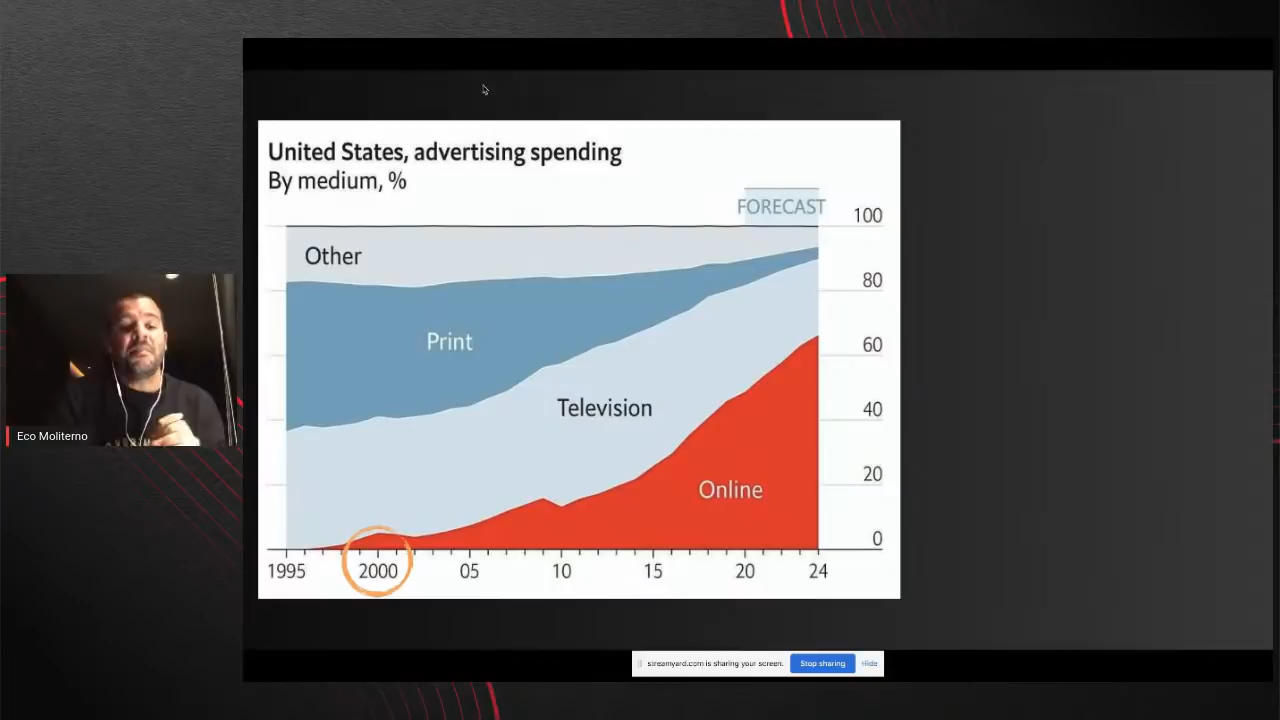 United States, advertising spending
By medium, %
FORECAST
100
Other
80
Print
60
Television
40
20
Online
0
1995 2000 05 10 15 20 24
Eco Moliterno
streamyard.com is sharing your screen. Stop sharing Hide